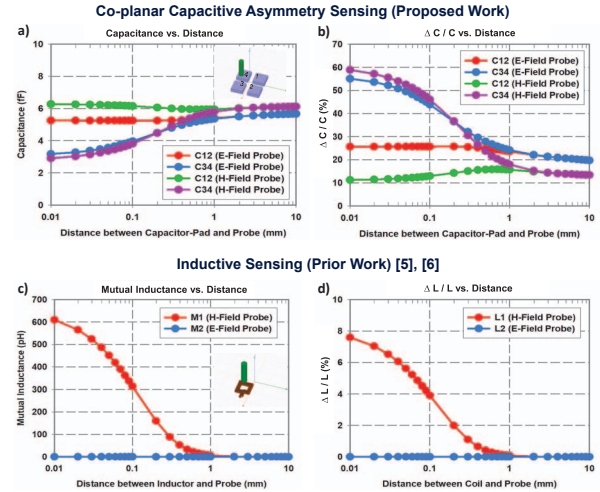 Co-planar Capacitive Asymmetry Sensing (Proposed Work)
a)
Capacitance vs. Distance
Capacitance (fF)
10
8
6
4
2
0
C12 (E-Field Probe)
C34 (E-Field Probe)
C12 (H-Field Probe)
C34 (H-Field Probe)
0.01 0.1 1 10
Distance between Capacitor-Pad and Probe (mm)
b)
Δ C / C vs. Distance
Δ C / C (%)
70
60
50
40
30
20
10
0
C12 (E-Field Probe)
C34 (E-Field Probe)
C12 (H-Field Probe)
C34 (H-Field Probe)
0.01 0.1 1 10
Distance between Capacitor-Pad and Probe (mm)
Inductive Sensing (Prior Work) [5], [6]
c)
Mutual Inductance vs. Distance
Mutual Inductance (pH)
700
600
500
400
300
200
100
0
M1 (H-Field Probe)
M2 (E-Field Probe)
0.01 0.1 1 10
Distance between Inductor and Probe (mm)
d)
Δ L / L vs. Distance
Δ L / L (%)
10
8
6
4
2
0
L1 (H-Field Probe)
L2 (E-Field Probe)
0.01 0.1 1 10
Distance between Coil and Probe (mm)